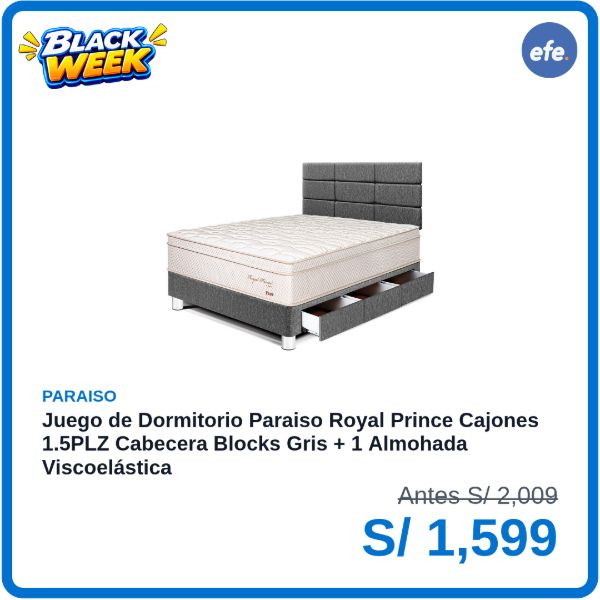 BLACK
WEEK
efe.
PARAISO
Juego de Dormitorio Paraiso Royal Prince Cajones
1.5PLZ Cabecera Blocks Gris + 1 Almohada
Viscoelástica
Antes S/ 2,009
S/ 1,599